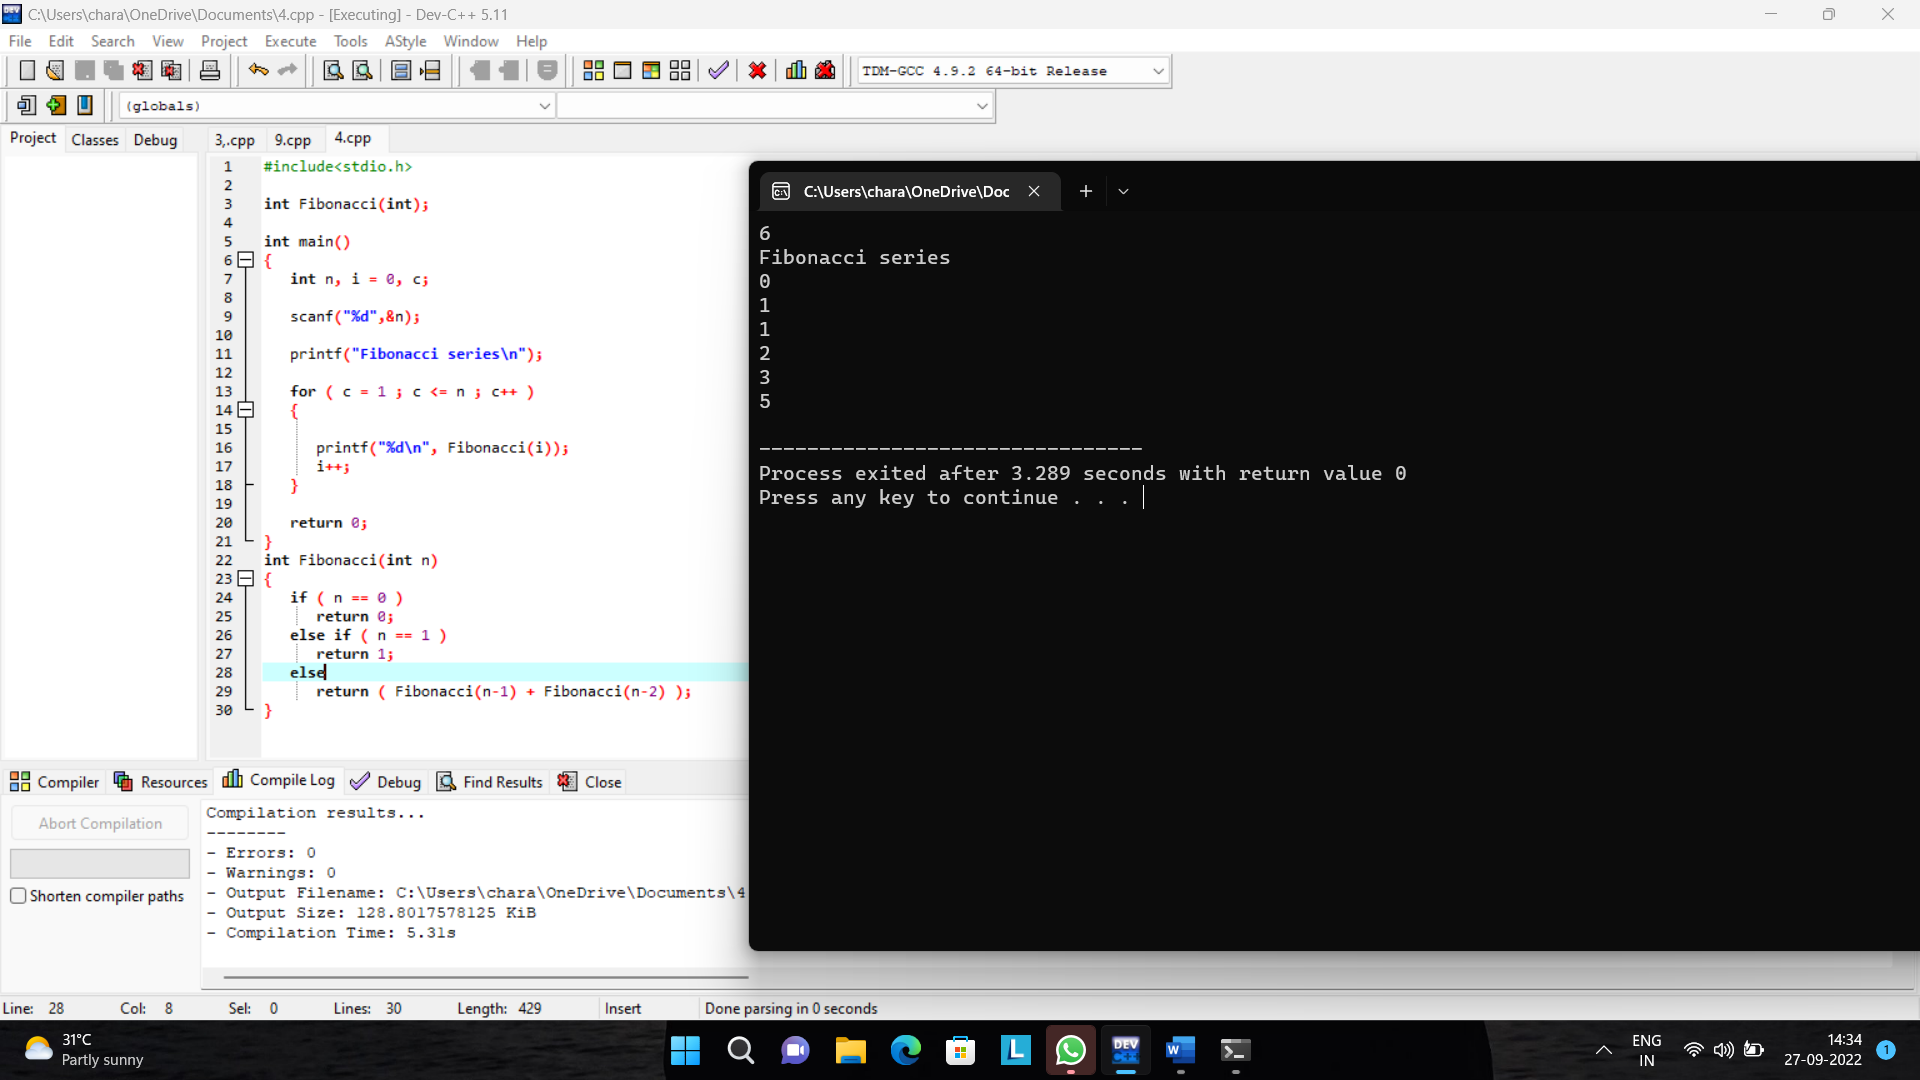 C:\Users\chara\OneDrive\Documents\4.cpp - [Executing] - Dev-C++ 5.11
File Edit Search View Project Execute Tools AStyle Window Help
TDM-GCC 4.9.2 64-bit Release
(globals)
Project Classes Debug
3,.cpp 9.cpp 4.cpp
1 #include<stdio.h>
2
3 int Fibonacci(int);
4
5 int main()
6 {
7 int n, i = 0, c;
8
9 scanf("%d",&n);
10
11 printf("Fibonacci series\n");
12
13 for ( c = 1 ; c <= n ; c++ )
14 {
15
16 printf("%d\n", Fibonacci(i));
17 i++;
18 }
19
20 return 0;
21 }
22 int Fibonacci(int n)
23 {
24 if ( n == 0 )
25 return 0;
26 else if ( n == 1 )
27 return 1;
28 else
29 return ( Fibonacci(n-1) + Fibonacci(n-2) );
30 }
C:\Users\chara\OneDrive\Doc
6
Fibonacci series
0
1
1
2
3
5
--------------------------------
Process exited after 3.289 seconds with return value 0
Press any key to continue . . .
Compiler Resources Compile Log Debug Find Results Close
Abort Compilation
Shorten compiler paths
Compilation results...
--------
- Errors: 0
- Warnings: 0
- Output Filename: C:\Users\chara\OneDrive\Documents\4
- Output Size: 128.8017578125 KiB
- Compilation Time: 5.31s
Line: 28 Col: 8 Sel: 0 Lines: 30 Length: 429 Insert Done parsing in 0 seconds
31°C
Partly sunny
L
DEV
C++
W
ENG
IN
14:34
27-09-2022
1